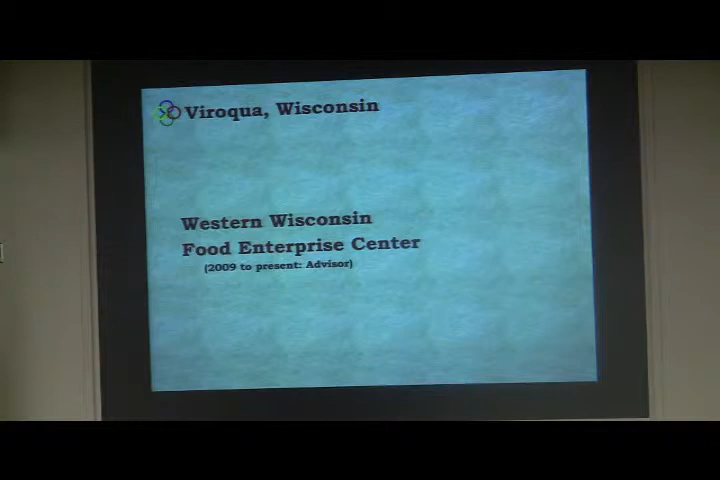 Viroqua, Wisconsin
Western Wisconsin
Food Enterprise Center
(2009 to present: Advisor)